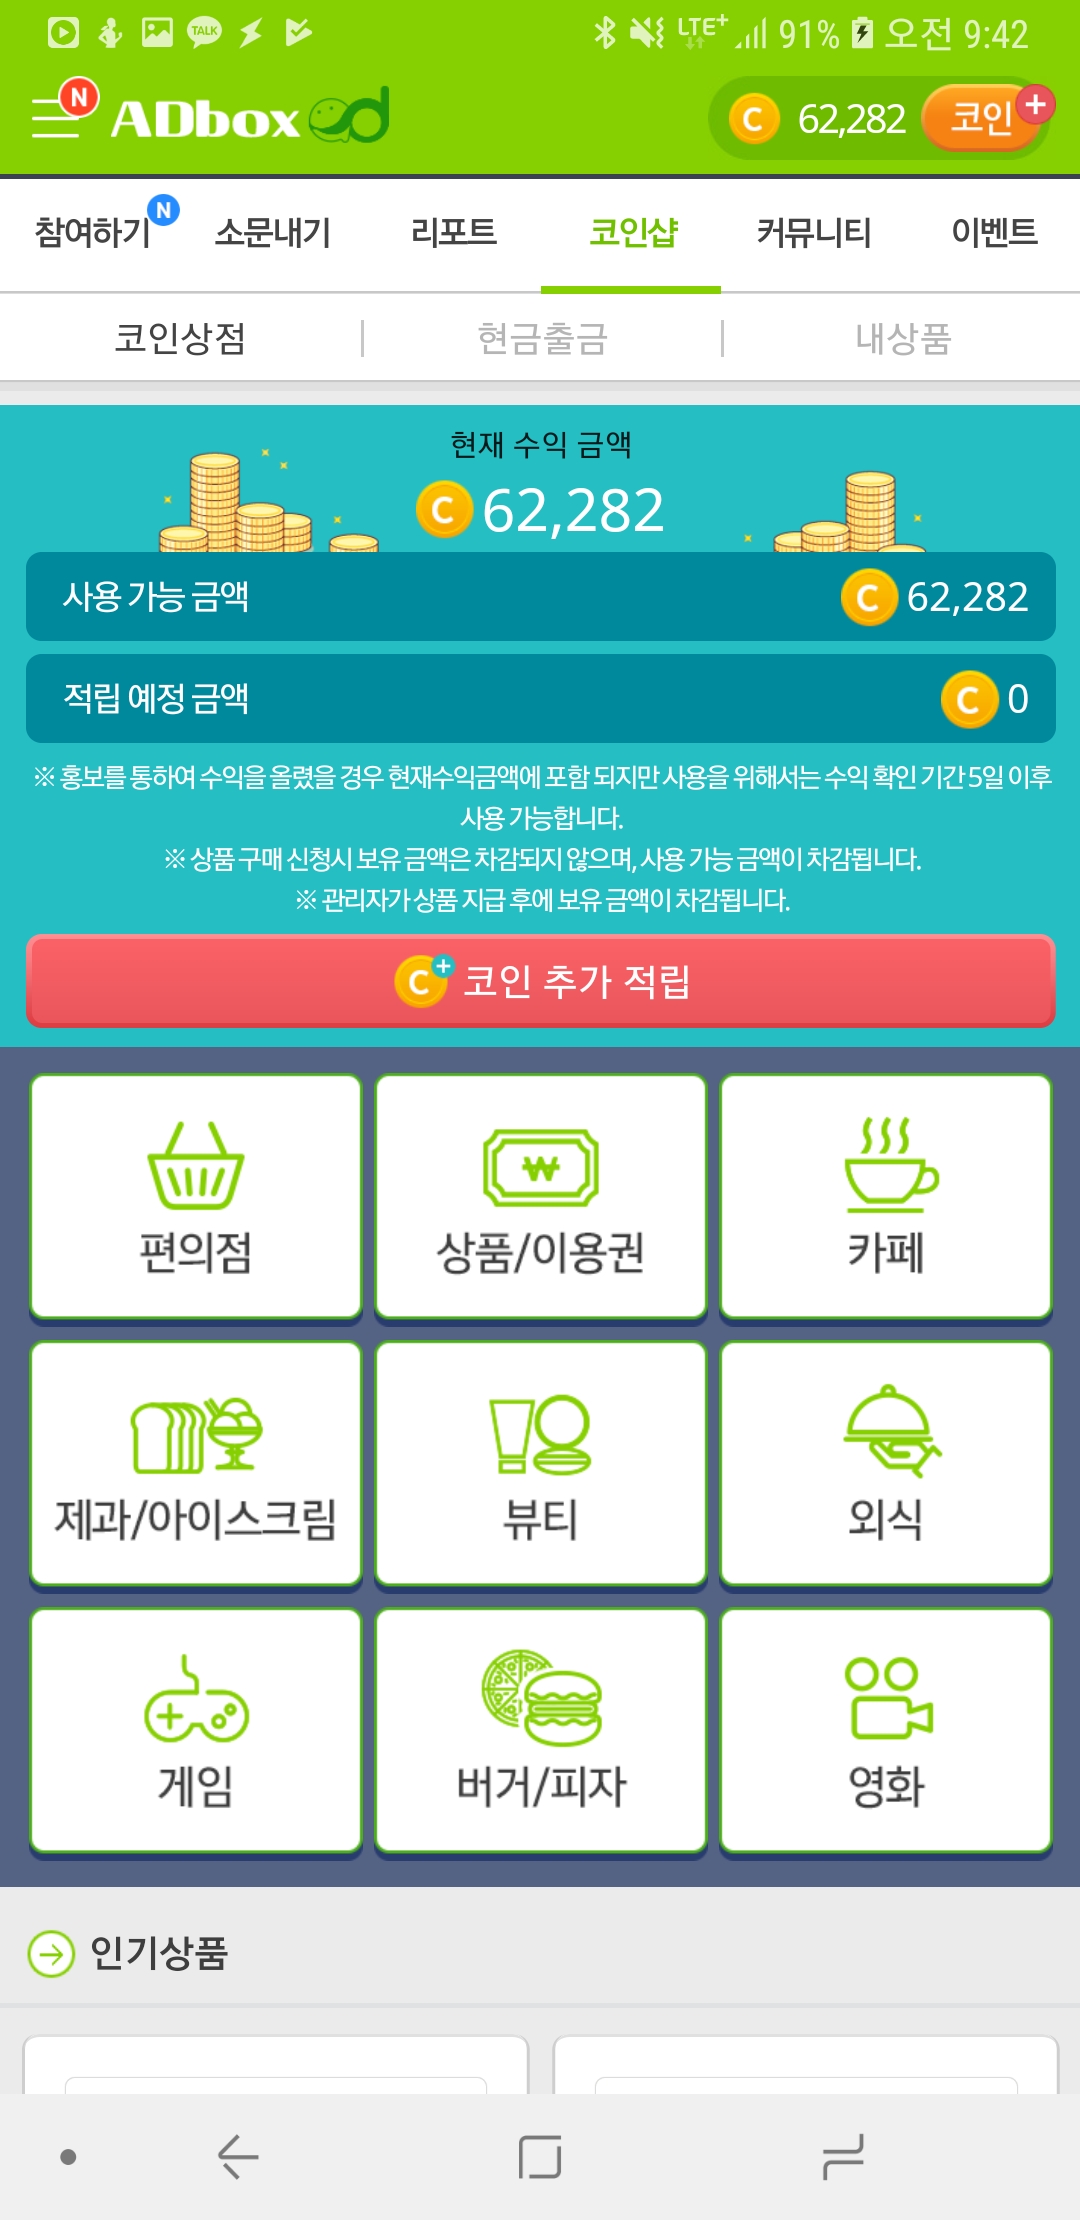 TALK LTE+ 91% 오전 9:42
N ADbox C 62,282 코인 +
참여하기 N 소문내기 리포트 코인샵 커뮤니티 이벤트
코인상점 | 현금출금 | 내상품
현재 수익 금액
C 62,282
사용 가능 금액 C 62,282
적립 예정 금액 C 0
※ 홍보를 통하여 수익을 올렸을 경우 현재수익금액에 포함 되지만 사용을 위해서는 수익 확인 기간 5일 이후
사용 가능합니다.
※ 상품 구매 신청시 보유 금액은 차감되지 않으며, 사용 가능 금액이 차감됩니다.
※ 관리자가 상품 지급 후에 보유 금액이 차감됩니다.
C+ 코인 추가 적립
₩
편의점 상품/이용권 카페
제과/아이스크림 뷰티 외식
게임 버거/피자 영화
인기상품